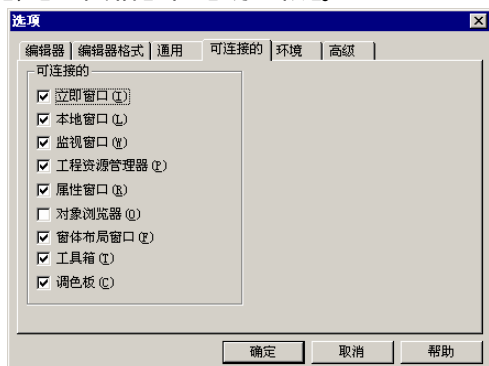 选项
编辑器 编辑器格式 通用 可连接的 环境 高级
可连接的
立即窗口(I)
本地窗口(L)
监视窗口(W)
工程资源管理器(P)
属性窗口(R)
对象浏览器(O)
窗体布局窗口(F)
工具箱(T)
调色板(C)
确定 取消 帮助